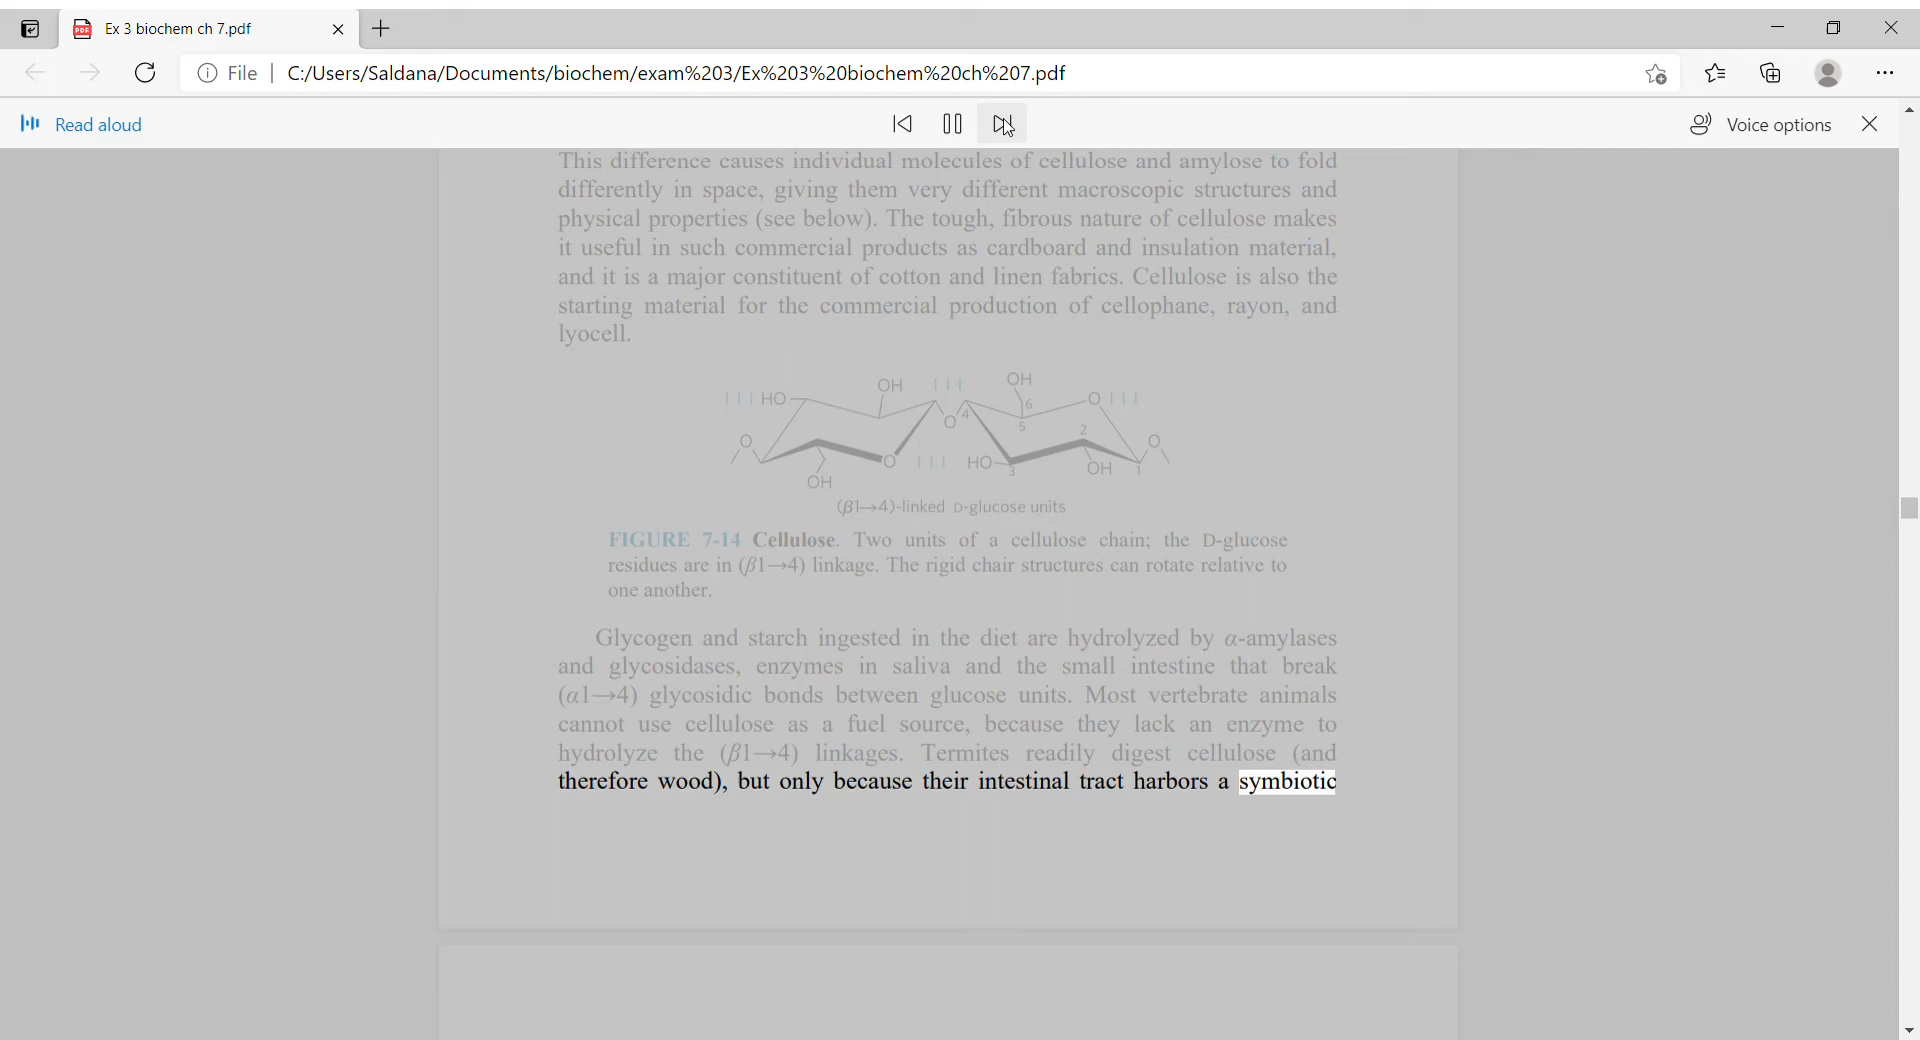 Ex 3 biochem ch 7.pdf
File | C:/Users/Saldana/Documents/biochem/exam%203/Ex%203%20biochem%20ch%207.pdf
Read aloud
Voice options
This difference causes individual molecules of cellulose and amylose to fold
differently in space, giving them very different macroscopic structures and
physical properties (see below). The tough, fibrous nature of cellulose makes
it useful in such commercial products as cardboard and insulation material,
and it is a major constituent of cotton and linen fabrics. Cellulose is also the
starting material for the commercial production of cellophane, rayon, and
lyocell.
OH OH
HO 6 O
4 O 5 2
O O
O HO 3 OH 1
OH
(β1→4)-linked D-glucose units
FIGURE 7-14 Cellulose. Two units of a cellulose chain; the D-glucose
residues are in (β1→4) linkage. The rigid chair structures can rotate relative to
one another.
Glycogen and starch ingested in the diet are hydrolyzed by α-amylases
and glycosidases, enzymes in saliva and the small intestine that break
(α1→4) glycosidic bonds between glucose units. Most vertebrate animals
cannot use cellulose as a fuel source, because they lack an enzyme to
hydrolyze the (β1→4) linkages. Termites readily digest cellulose (and
therefore wood), but only because their intestinal tract harbors a symbiotic